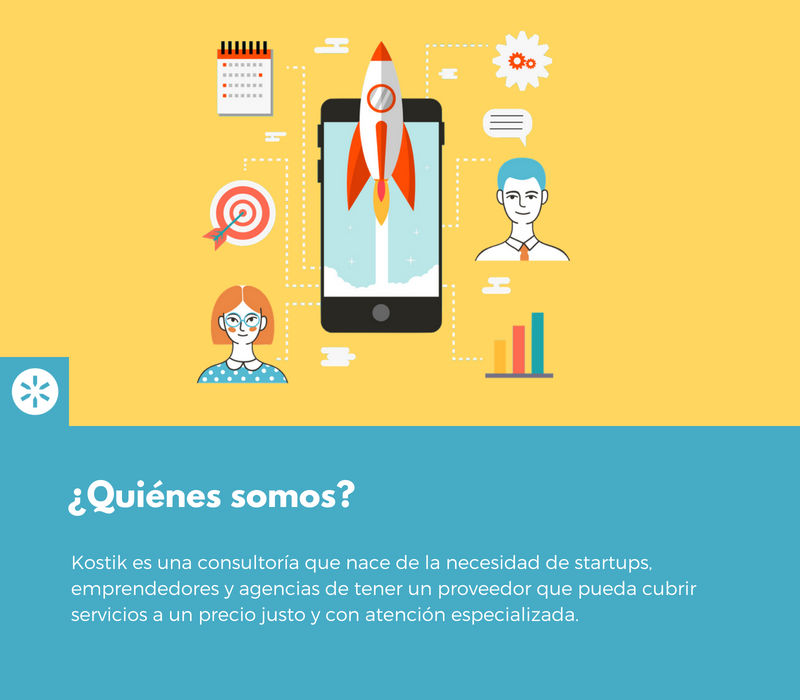 ¿Quiénes somos?
Kostik es una consultoría que nace de la necesidad de startups,
emprendedores y agencias de tener un proveedor que pueda cubrir
servicios a un precio justo y con atención especializada.